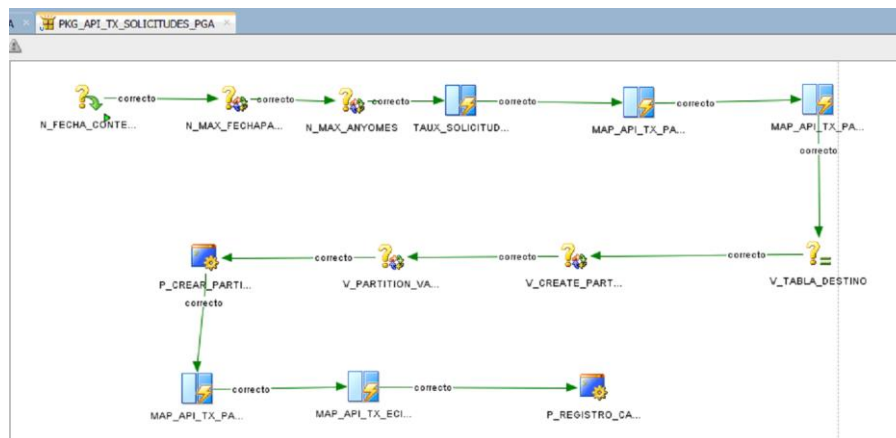 A
PKG_API_TX_SOLICITUDES_PGA
correcto
correcto
correcto
correcto
correcto
N_FECHA_CONTE...
N_MAX_FECHAPA...
N_MAX_ANYOMES
TAUX_SOLICITUD...
MAP_API_TX_PA...
MAP_API_TX_PA...
correcto
correcto
correcto
correcto
correcto
P_CREAR_PARTI...
V_PARTITION_VA...
V_CREATE_PART...
V_TABLA_DESTINO
correcto
correcto
correcto
MAP_API_TX_PA...
MAP_API_TX_ECI...
P_REGISTRO_CA...